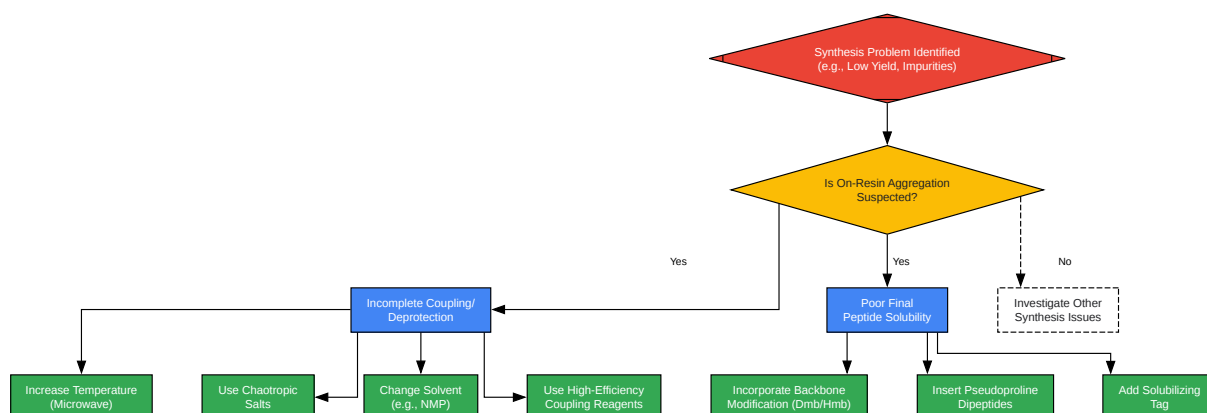 Synthesis Problem Identified
(e.g., Low Yield, Impurities)
Is On-Resin Aggregation
Suspected?
Yes
Yes
No
Incomplete Coupling/
Deprotection
Poor Final
Peptide Solubility
Investigate Other
Synthesis Issues
Increase Temperature
(Microwave)
Use Chaotropic
Salts
Change Solvent
(e.g., NMP)
Use High-Efficiency
Coupling Reagents
Incorporate Backbone
Modification (Dmb/Hmb)
Insert Pseudoproline
Dipeptides
Add Solubilizing
Tag